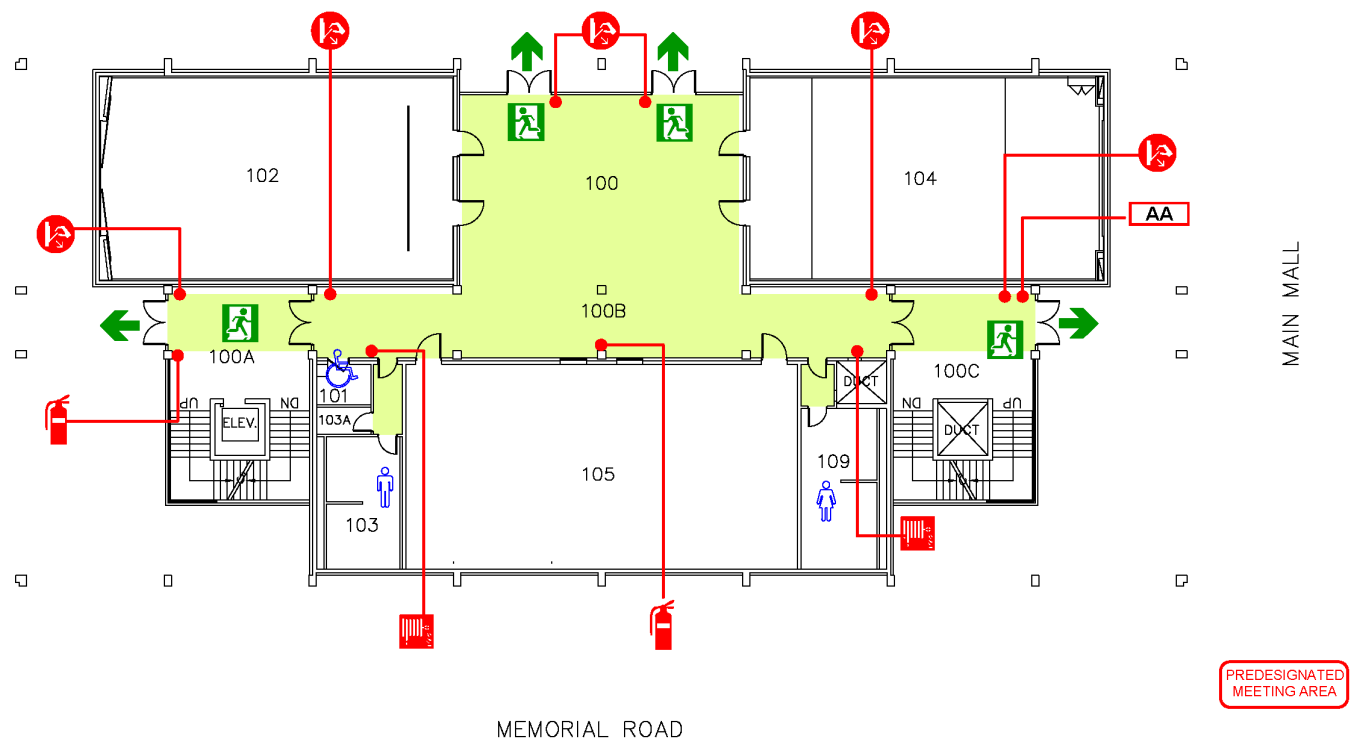 102
100
104
AA
MAIN MALL
100B
100A
100C
DUCT
101
103A
UP
DN
ELEV.
DN
UP
DUCT
105
109
103
PREDESIGNATED
MEETING AREA
MEMORIAL ROAD